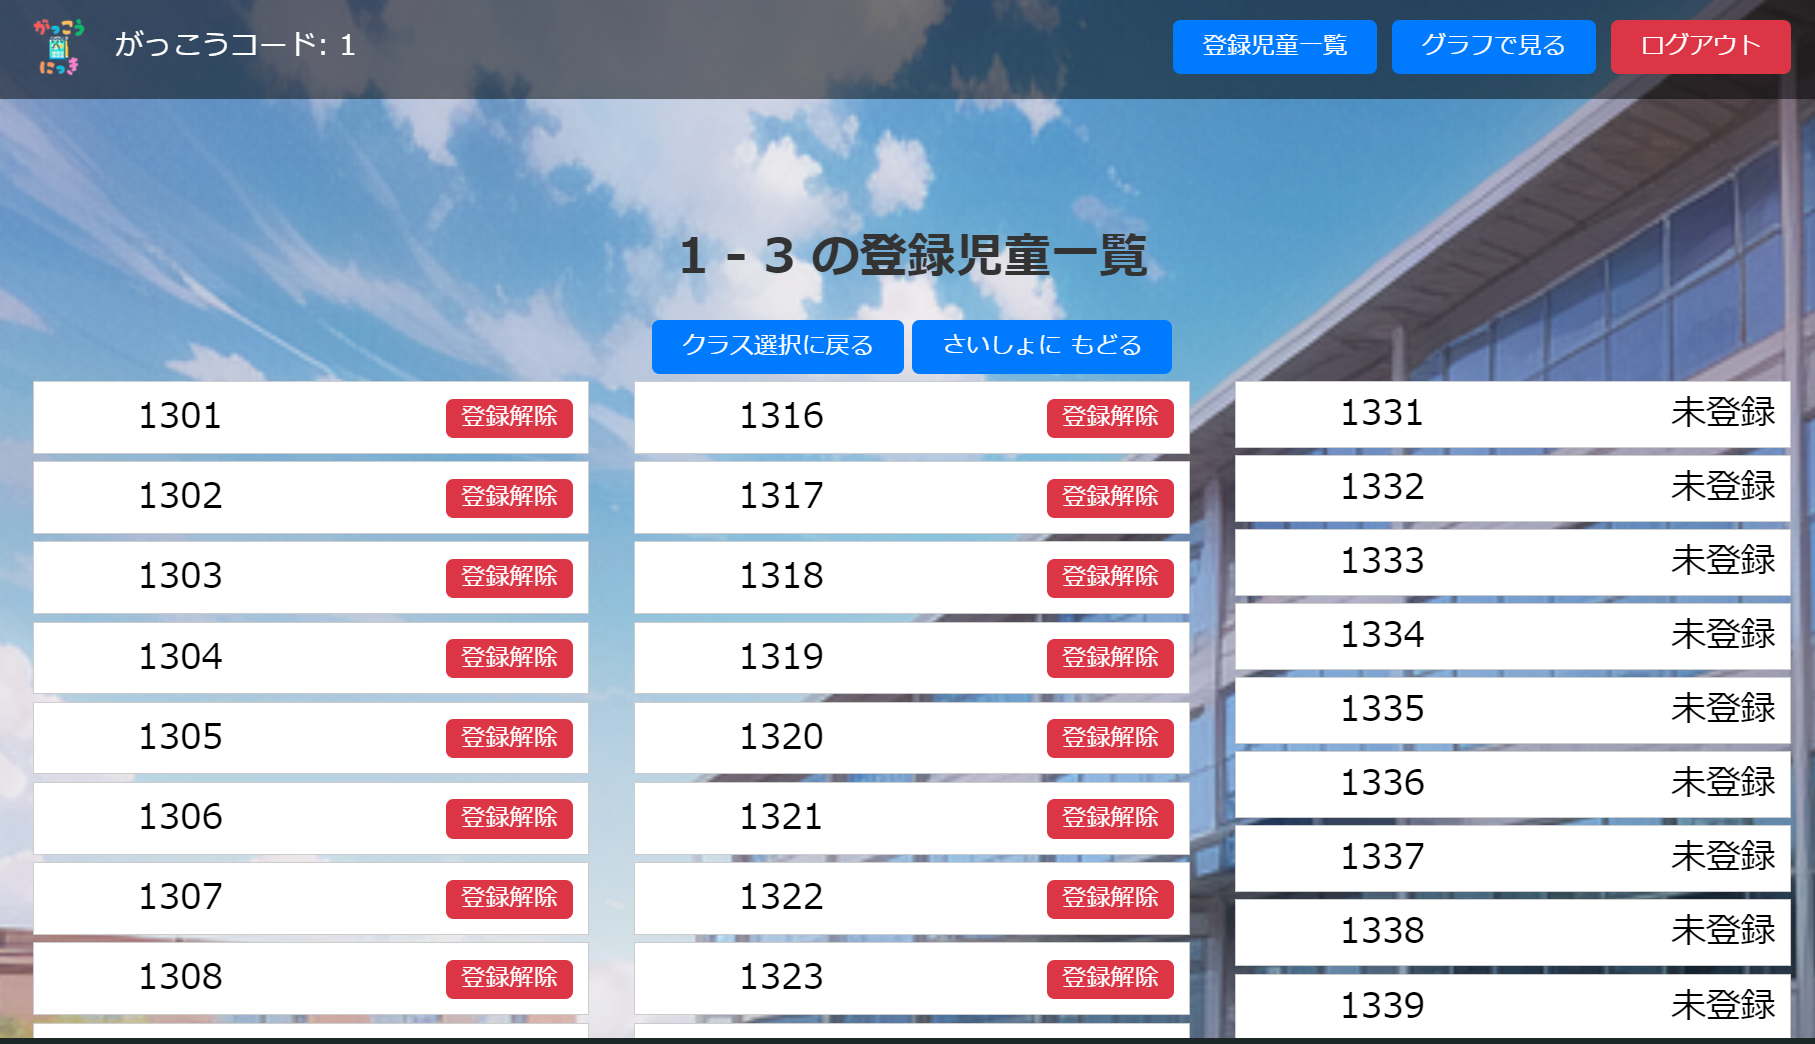 がっこう
にっき
がっこうコード: 1
登録児童一覧
グラフで見る
ログアウト
1 - 3 の登録児童一覧
クラス選択に戻る
さいしょに もどる
1301 登録解除
1302 登録解除
1303 登録解除
1304 登録解除
1305 登録解除
1306 登録解除
1307 登録解除
1308 登録解除
1316 登録解除
1317 登録解除
1318 登録解除
1319 登録解除
1320 登録解除
1321 登録解除
1322 登録解除
1323 登録解除
1331 未登録
1332 未登録
1333 未登録
1334 未登録
1335 未登録
1336 未登録
1337 未登録
1338 未登録
1339 未登録